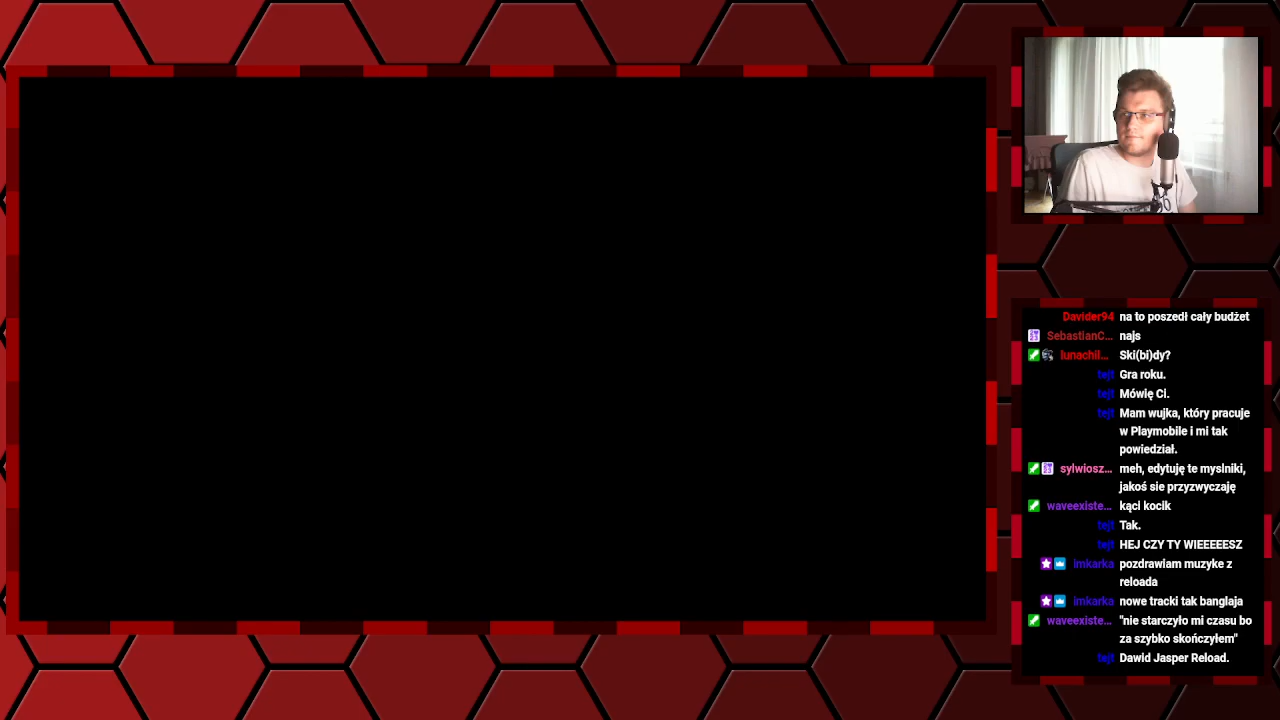 Davider94 na to poszedł cały budżet
SebastianC... najs
lunachil... Ski(bi)dy?
tejt Gra roku.
tejt Mówię Ci.
tejt Mam wujka, który pracuje
w Playmobile i mi tak
powiedział.
sylwiosz... meh, edytuję te myslniki,
jakoś sie przyzwyczaję
waveexiste... kąci kocik
tejt Tak.
tejt HEJ CZY TY WIEEEEESZ
imkarka pozdrawiam muzyke z
reloada
imkarka nowe tracki tak banglaja
waveexiste... "nie starczyło mi czasu bo
za szybko skończyłem"
tejt Dawid Jasper Reload.